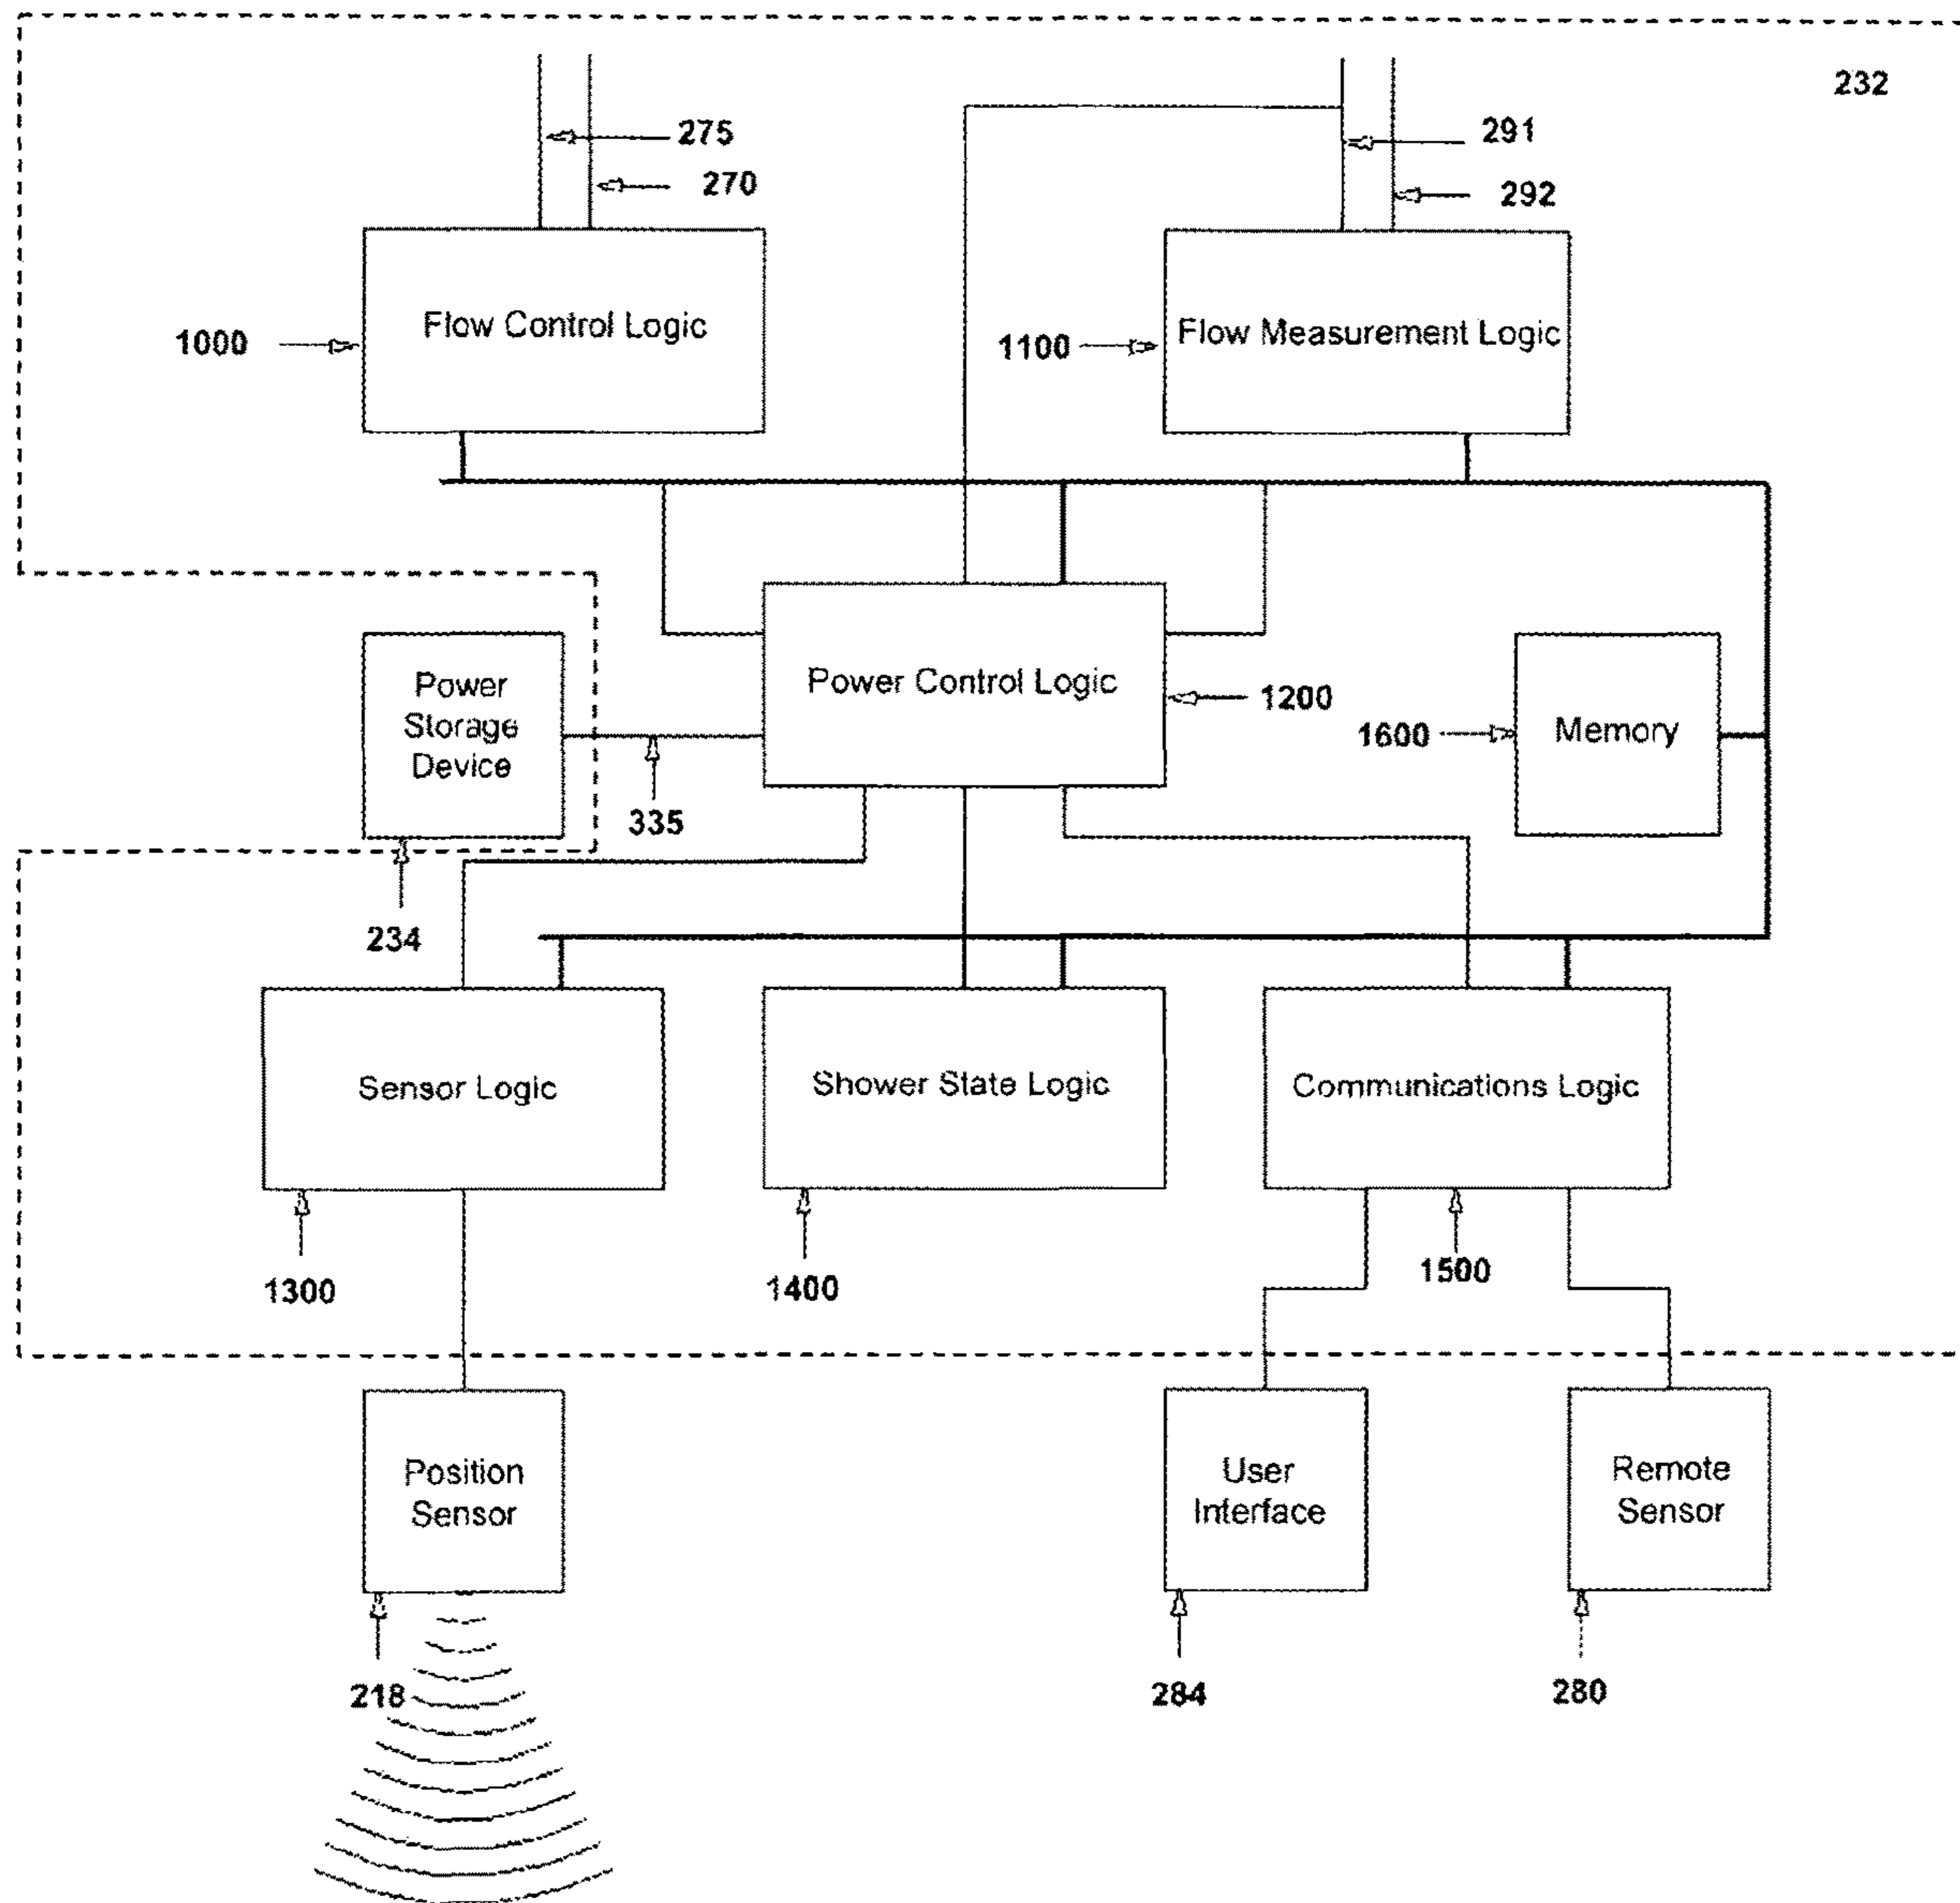 232
275
270
291
292
1000
Flow Control Logic
1100
Flow Measurement Logic
Power
Storage
Device
Power Control Logic
1200
1600
Memory
335
234
Sensor Logic
Shower State Logic
Communications Logic
1300
1400
1500
Position
Sensor
User
Interface
Remote
Sensor
218
284
280